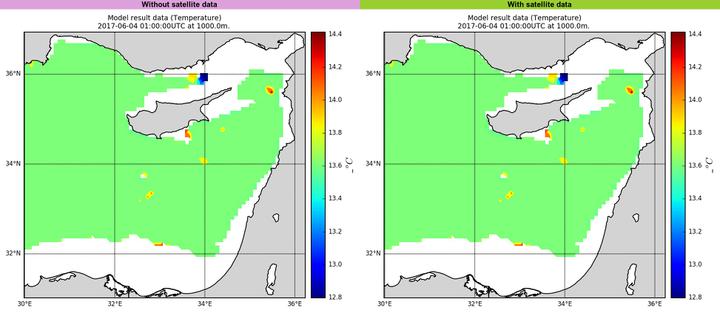 Without satellite data
With satellite data
Model result data (Temperature)
2017-06-04 01:00:00UTC at 1000.0m.
36°N
34°N
32°N
30°E
32°E
34°E
36°E
14.4
14.2
14.0
13.8
13.6
13.4
13.2
13.0
12.8
_ °C
Model result data (Temperature)
2017-06-04 01:00:00UTC at 1000.0m.
36°N
34°N
32°N
30°E
32°E
34°E
36°E
14.4
14.2
14.0
13.8
13.6
13.4
13.2
13.0
12.8
_ °C